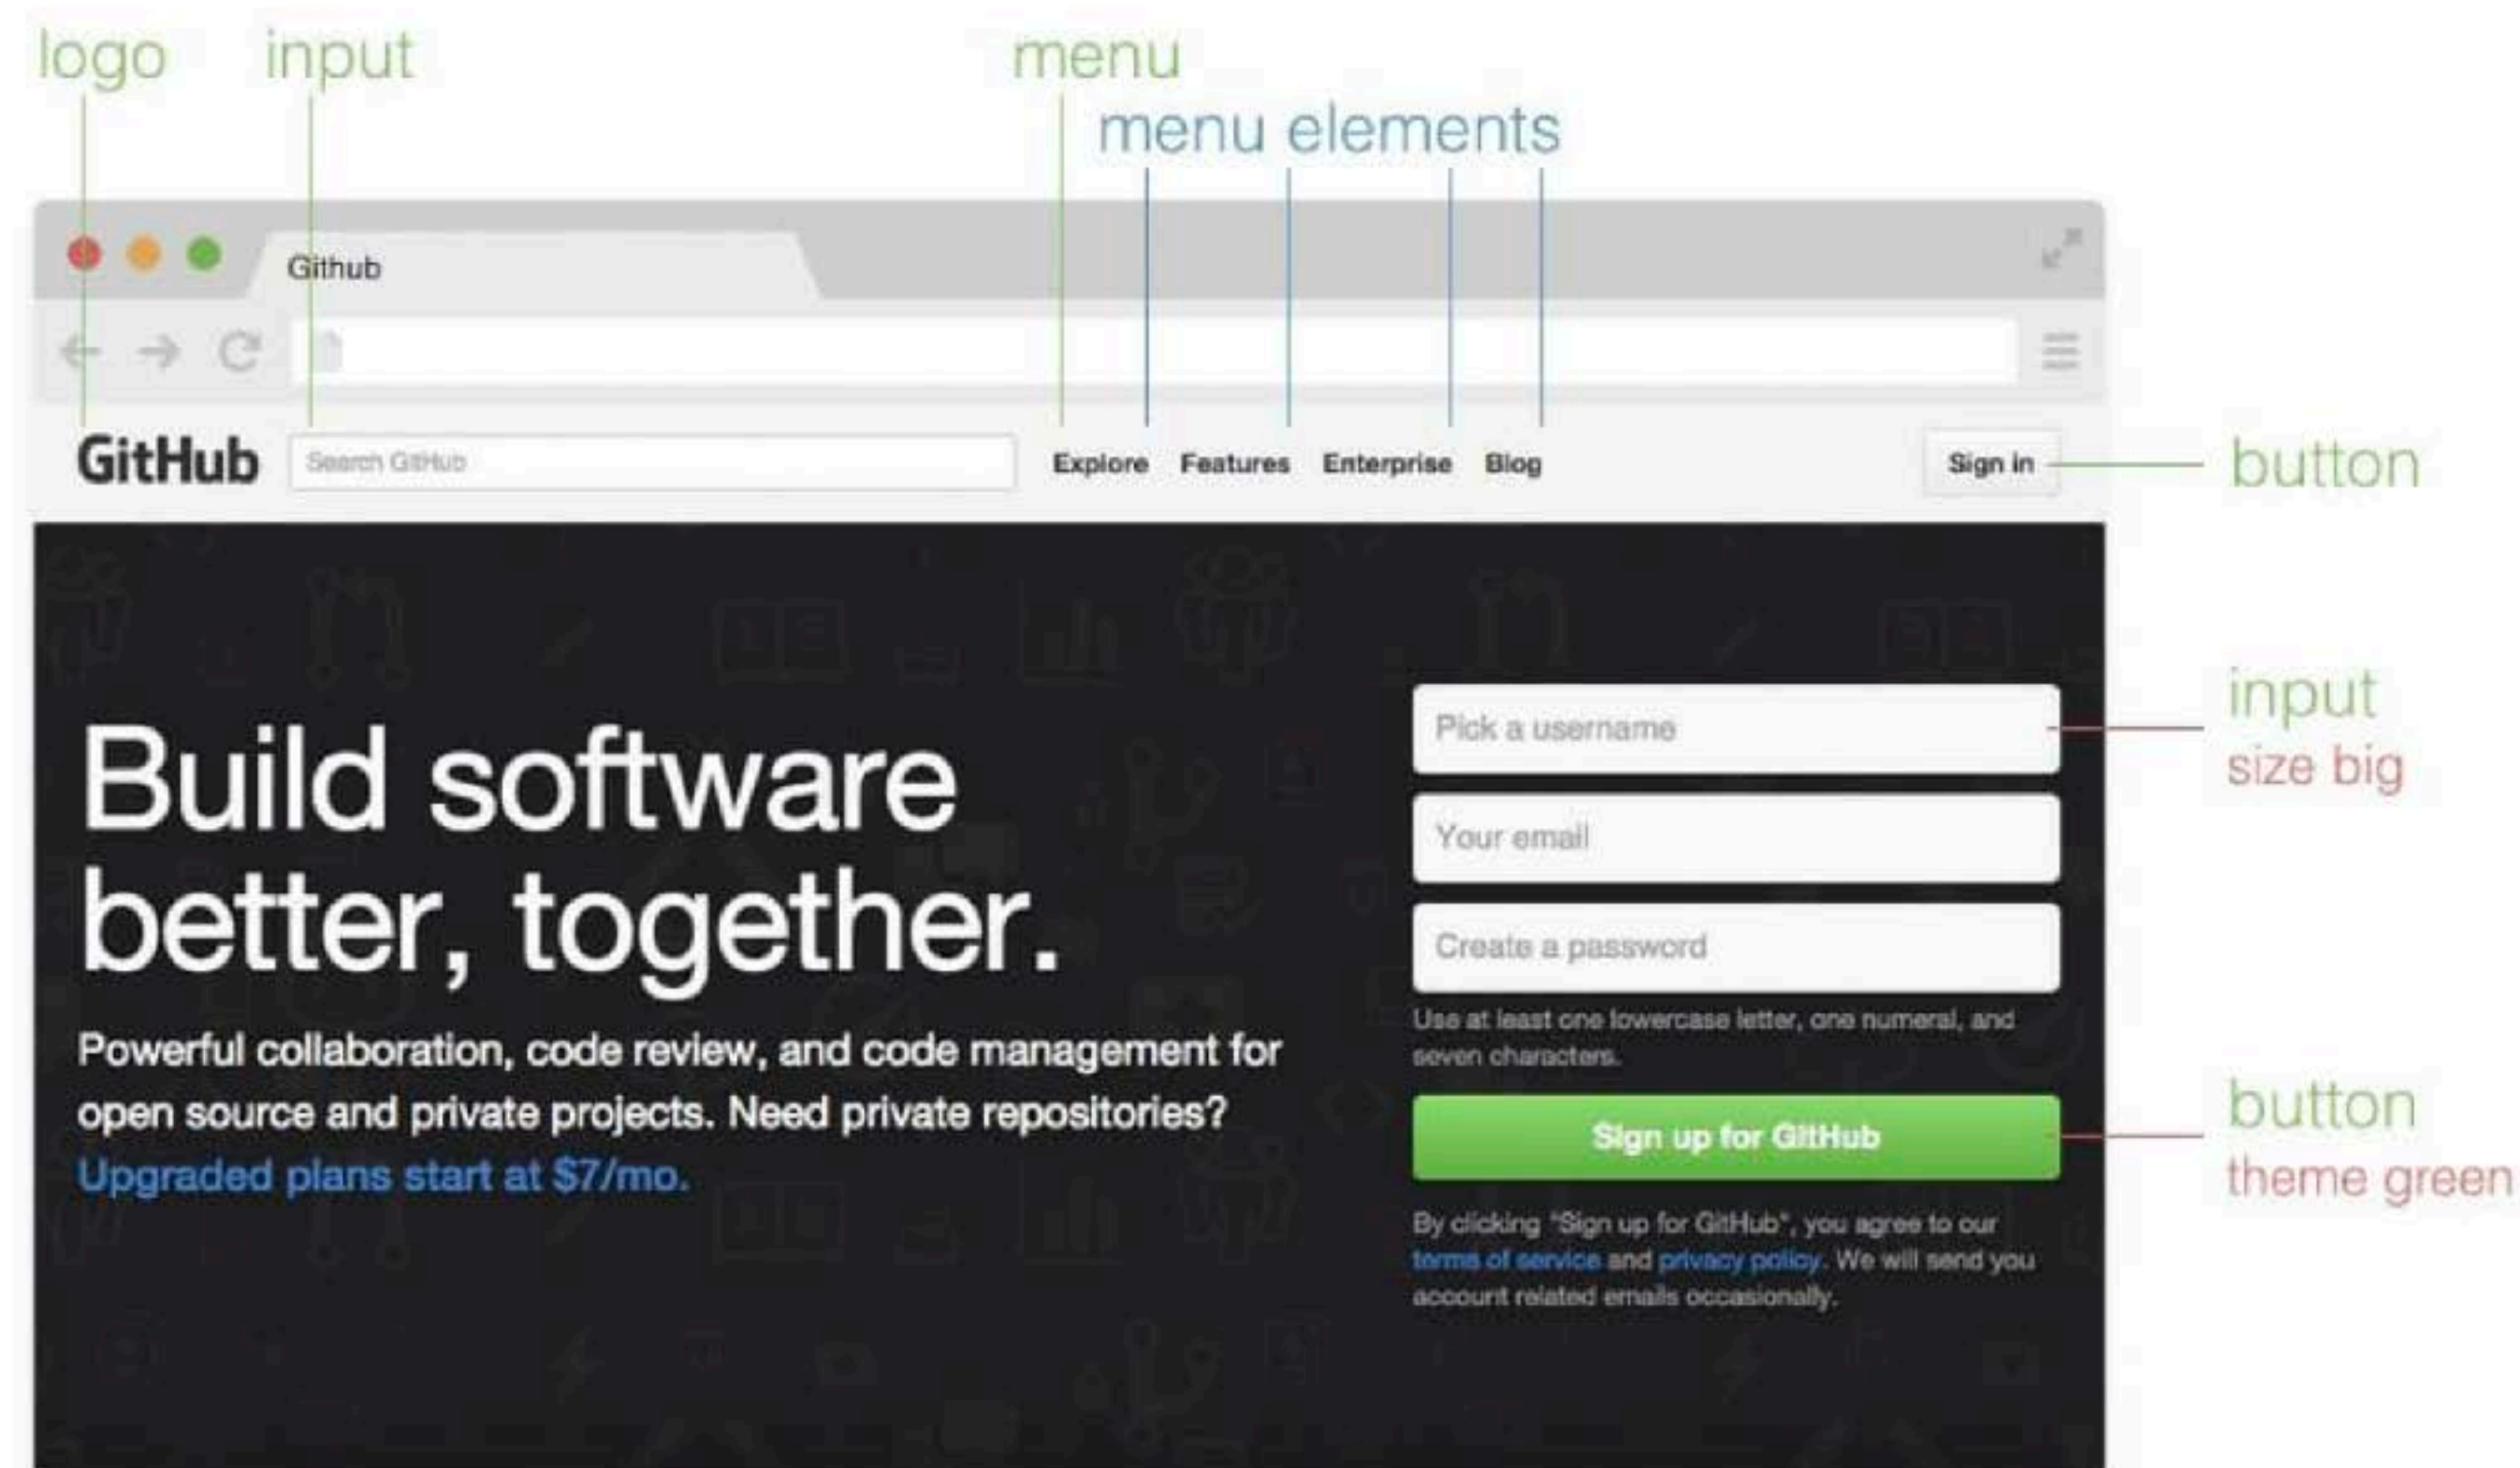 logo input menu
menu elements
Github
GitHub Search GitHub Explore Features Enterprise Blog Sign in button
Pick a username input
size big
Your email
Create a password
Use at least one lowercase letter, one numeral, and
seven characters.
Build software
better, together.
Powerful collaboration, code review, and code management for
open source and private projects. Need private repositories?
Upgraded plans start at $7/mo.
Sign up for GitHub button
theme green
By clicking "Sign up for GitHub", you agree to our
terms of service and privacy policy. We will send you
account related emails occasionally.